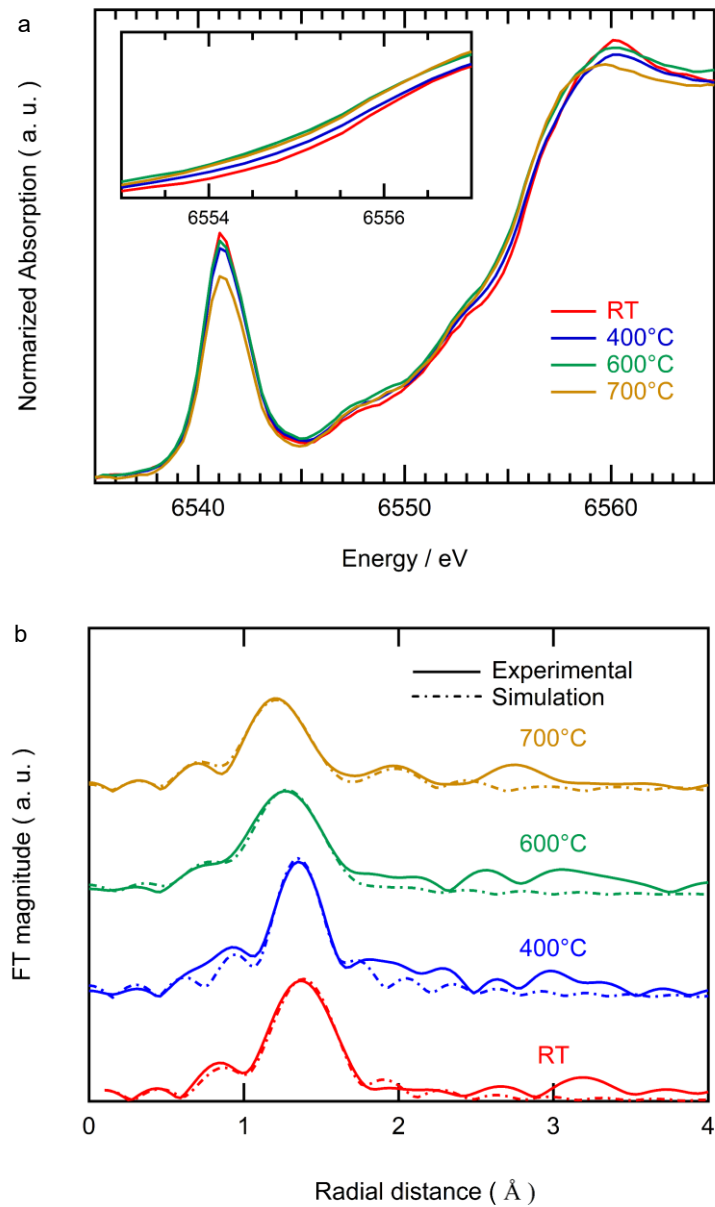 a
Normarized Absorption ( a. u. )
6554
6556
RT
400°C
600°C
700°C
6540
6550
6560
Energy / eV
b
FT magnitude ( a. u. )
Experimental
Simulation
700°C
600°C
400°C
RT
0
1
2
3
4
Radial distance ( Å )